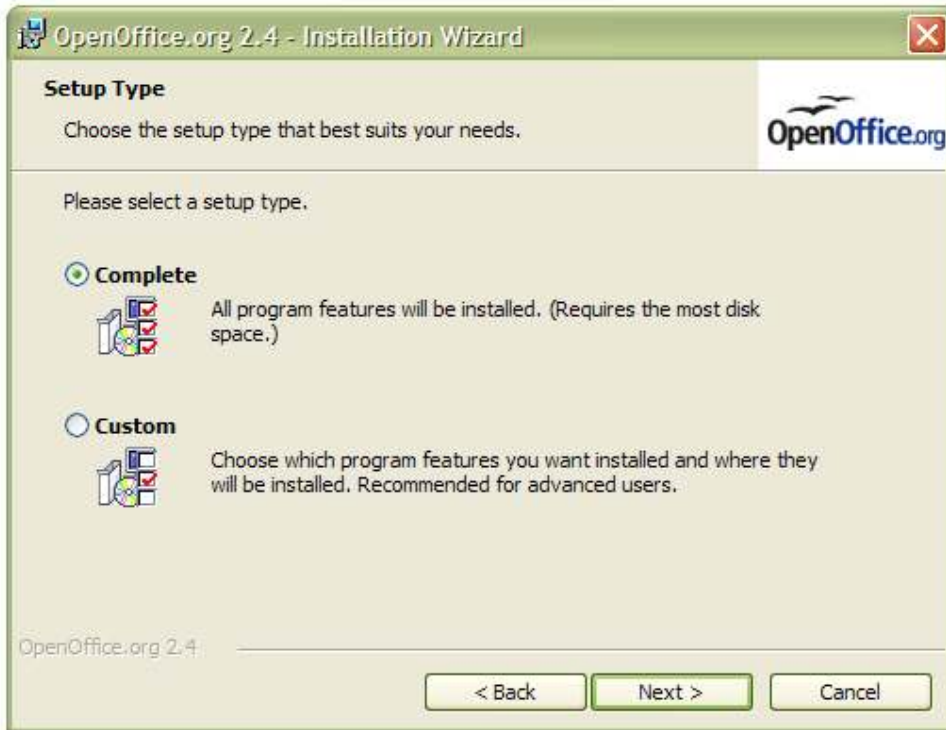 OpenOffice.org 2.4 - Installation Wizard
Setup Type
Choose the setup type that best suits your needs.
OpenOffice.org
Please select a setup type.
Complete
All program features will be installed. (Requires the most disk
space.)
Custom
Choose which program features you want installed and where they
will be installed. Recommended for advanced users.
OpenOffice.org 2.4
< Back Next > Cancel